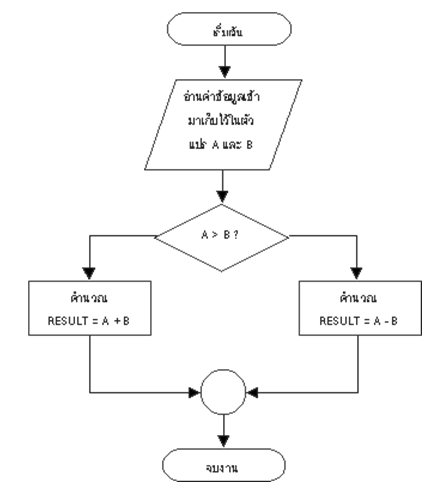 เริ่มต้น
อ่านค่าข้อมูลเข้า
มาเก็บไว้ในตัว
แปร A และ B
A > B ?
คำนวณ
RESULT = A + B
คำนวณ
RESULT = A - B
จบงาน